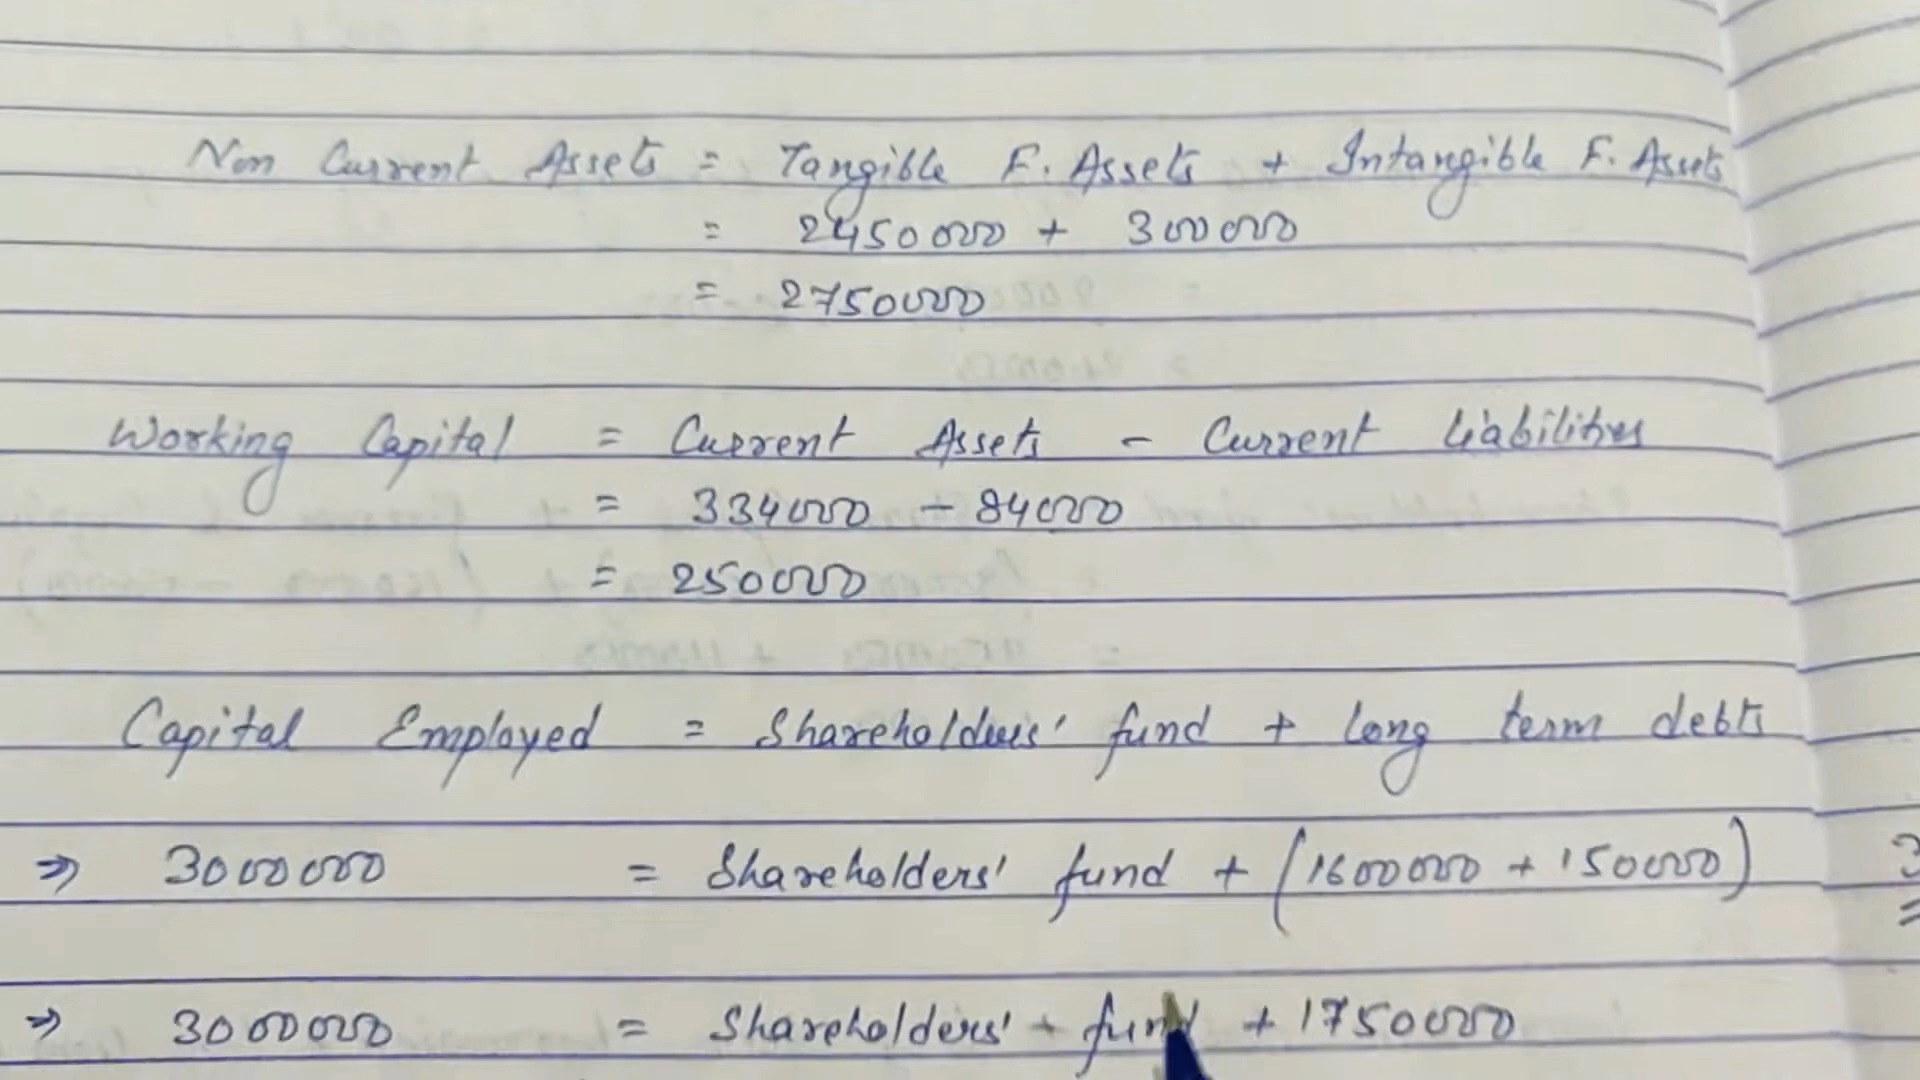 Non Current Assets = Tangible F. Assets + Intangible F. Assets
= 2450000 + 300000
= 2750000
Working Capital = Current Assets - Current liabilities
= 334000 - 84000
= 250000
Capital Employed = Shareholders' fund + long term debts
⇒ 3000000 = Shareholders' fund + (1600000 + 150000)
⇒ 3000000 = Shareholders' fund + 1750000